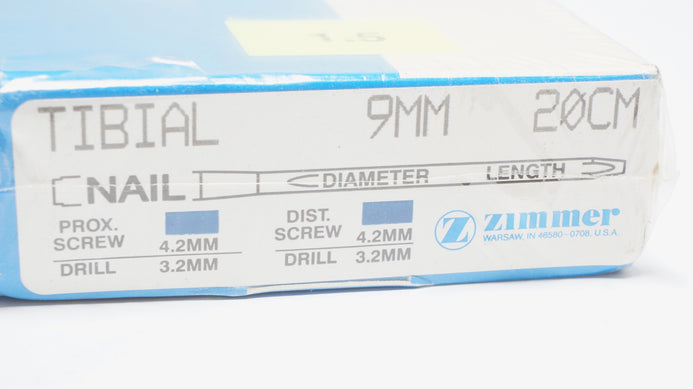 1.5
TIBIAL 9MM 20CM
NAIL DIAMETER LENGTH
PROX. SCREW 4.2MM
DRILL 3.2MM
DIST. SCREW 4.2MM
DRILL 3.2MM
Z zimmer
WARSAW, IN 46580-0708, U.S.A.